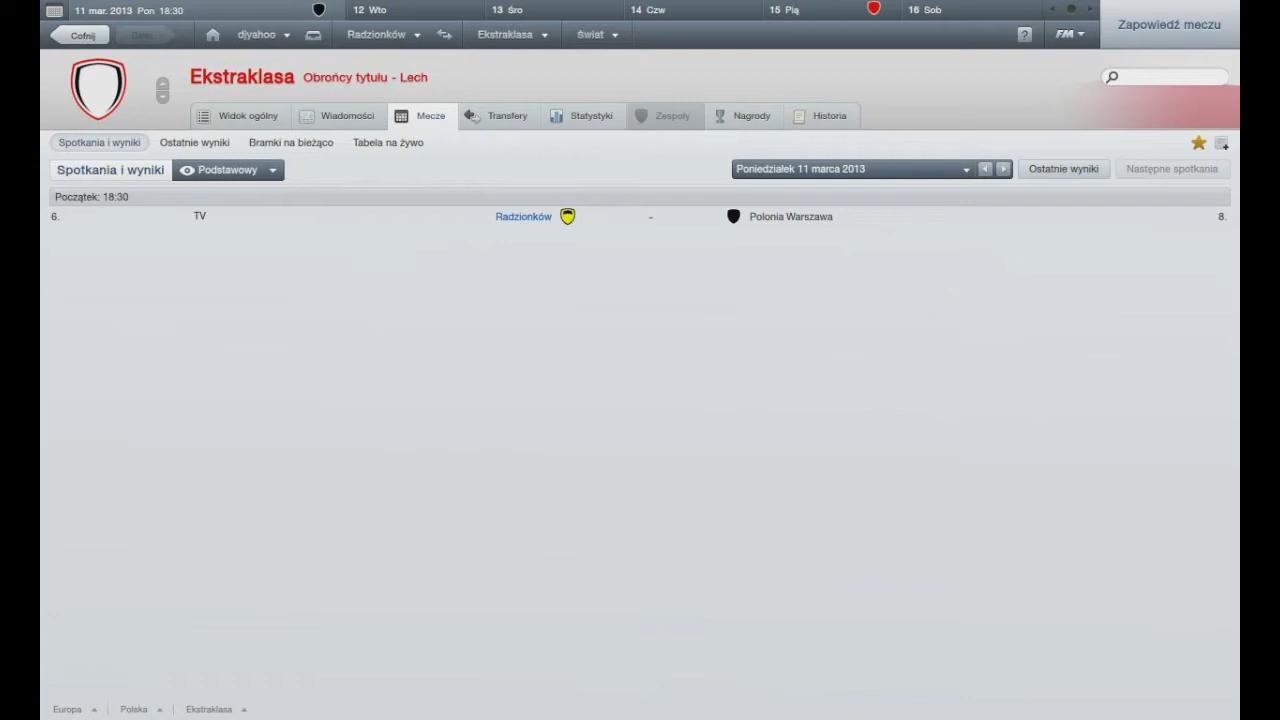 11 mar. 2013 Pon 18:30 12 Wto 13 Śro 14 Czw 15 Pią 16 Sob
Zapowiedź meczu
Cofnij Dalej djyahoo Radzionków Ekstraklasa Świat ? FM
Ekstraklasa Obrońcy tytułu - Lech
Widok ogólny Wiadomości Mecze Transfery Statystyki Zespoły Nagrody Historia
Spotkania i wyniki Ostatnie wyniki Bramki na bieżąco Tabela na żywo
Spotkania i wyniki Podstawowy Poniedziałek 11 marca 2013 Ostatnie wyniki Następne spotkania
Początek: 18:30
6. TV Radzionków - Polonia Warszawa 8.
Europa Polska Ekstraklasa